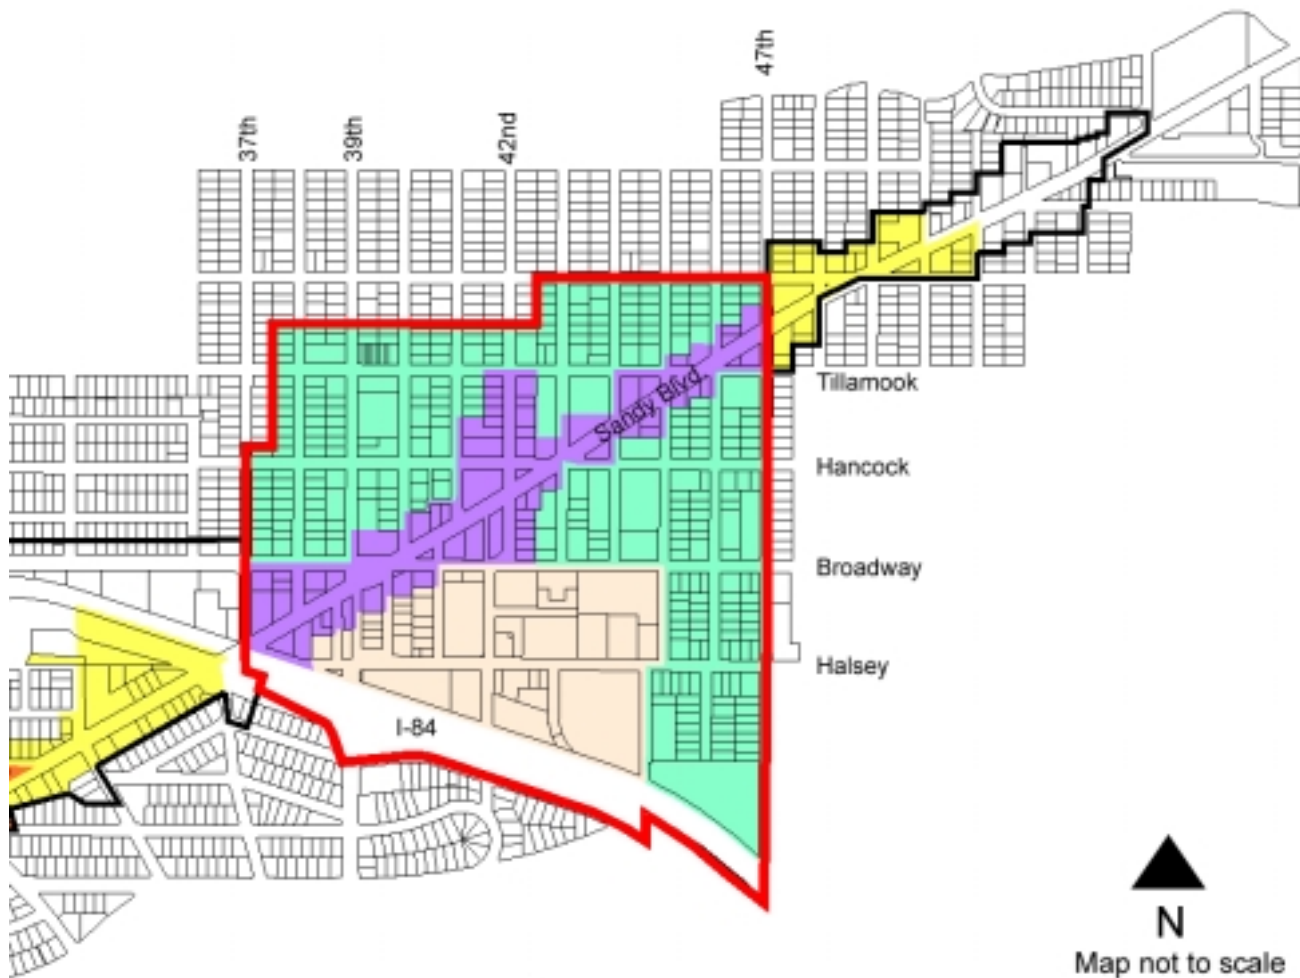 47th
37th
39th
42nd
Tillamook
Sandy Blvd.
Hancock
Broadway
Halsey
I-84
N
Map not to scale